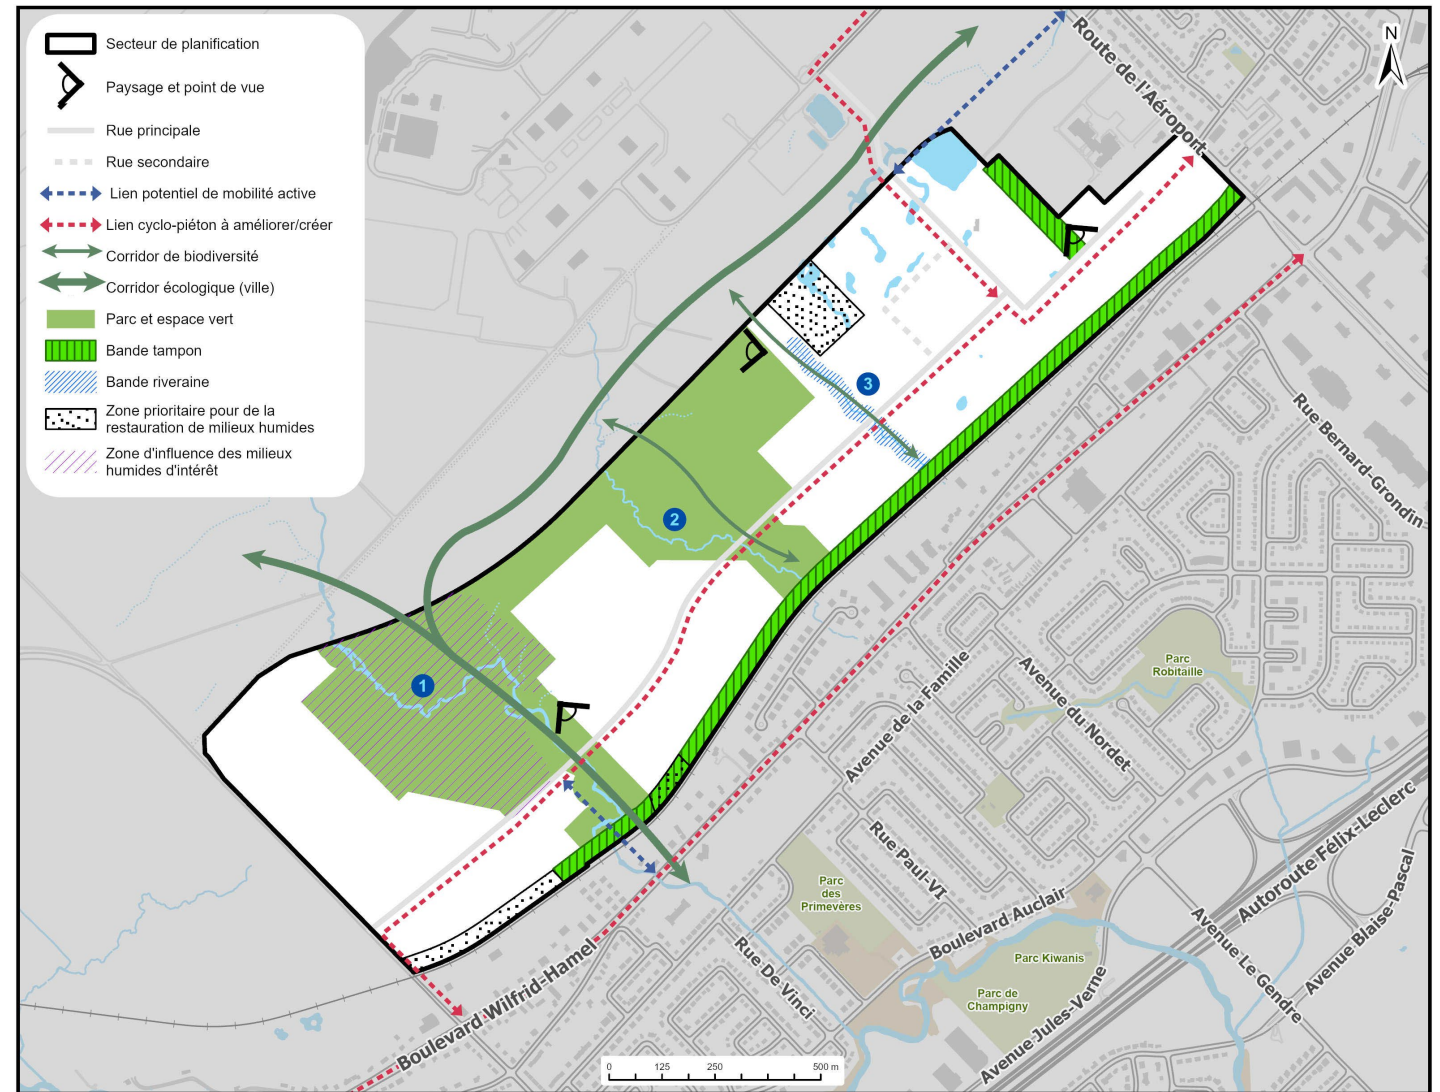 Secteur de planification
Paysage et point de vue
Rue principale
Rue secondaire
Lien potentiel de mobilité active
Lien cyclo-piéton à améliorer/créer
Corridor de biodiversité
Corridor écologique (ville)
Parc et espace vert
Bande tampon
Bande riveraine
Zone prioritaire pour de la
restauration de milieux humides
Zone d'influence des milieux
humides d'intérêt
N
Route de l'Aéroport
3
Rue Bernard-Grondin
2
1
Parc
Robitaille
Avenue de la Famille
Avenue du Nordet
Rue Paul-VI
Parc
des
Primevères
Boulevard Auclair
Autoroute Félix-Leclerc
Avenue Blaise-Pascal
Avenue Le Gendre
Parc Kiwanis
Parc de
Champigny
Avenue Jules-Verne
Rue De Vinci
Boulevard Wilfrid-Hamel
0 125 250 500 m